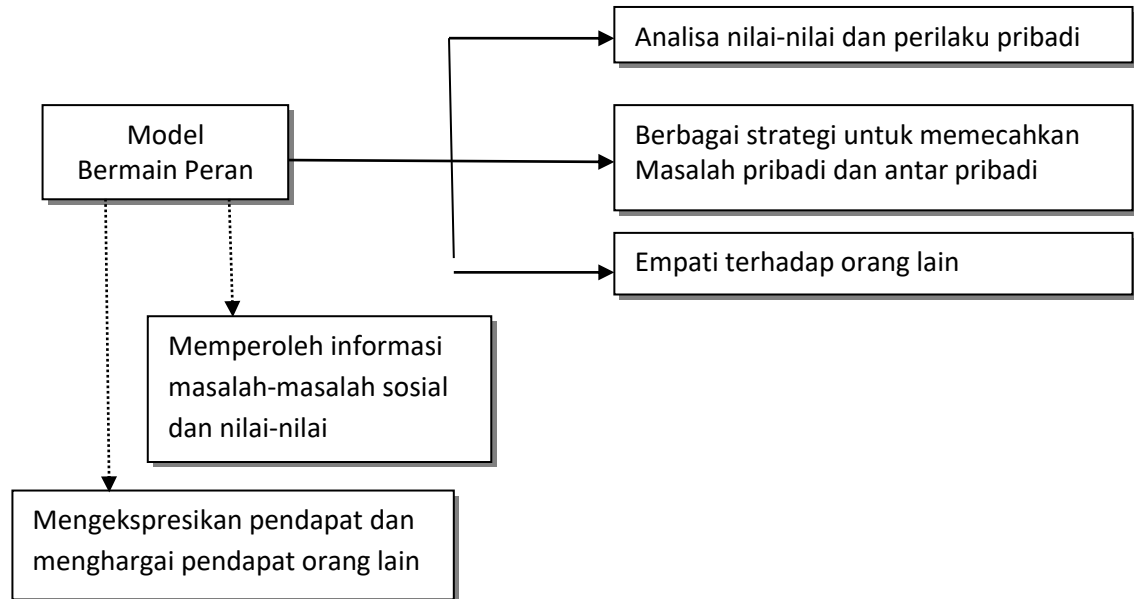 Analisa nilai-nilai dan perilaku pribadi
Model
Bermain Peran
Berbagai strategi untuk memecahkan
Masalah pribadi dan antar pribadi
Empati terhadap orang lain
Memperoleh informasi
masalah-masalah sosial
dan nilai-nilai
Mengekspresikan pendapat dan
menghargai pendapat orang lain